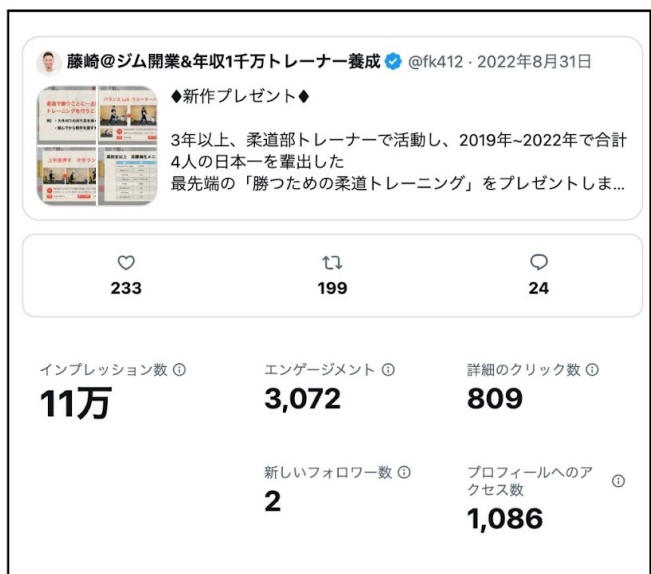 藤崎@ジム開業&年収1千万トレーナー養成 @fk412 · 2022年8月31日
◆新作プレゼント◆
3年以上、柔道部トレーナーで活動し、2019年~2022年で合計
4人の日本一を輩出した
最先端の「勝つための柔道トレーニング」をプレゼントしま...
233 199 24
インプレッション数 エンゲージメント 詳細のクリック数
11万 3,072 809
新しいフォロワー数 プロフィールへのア
クセス数
2 1,086